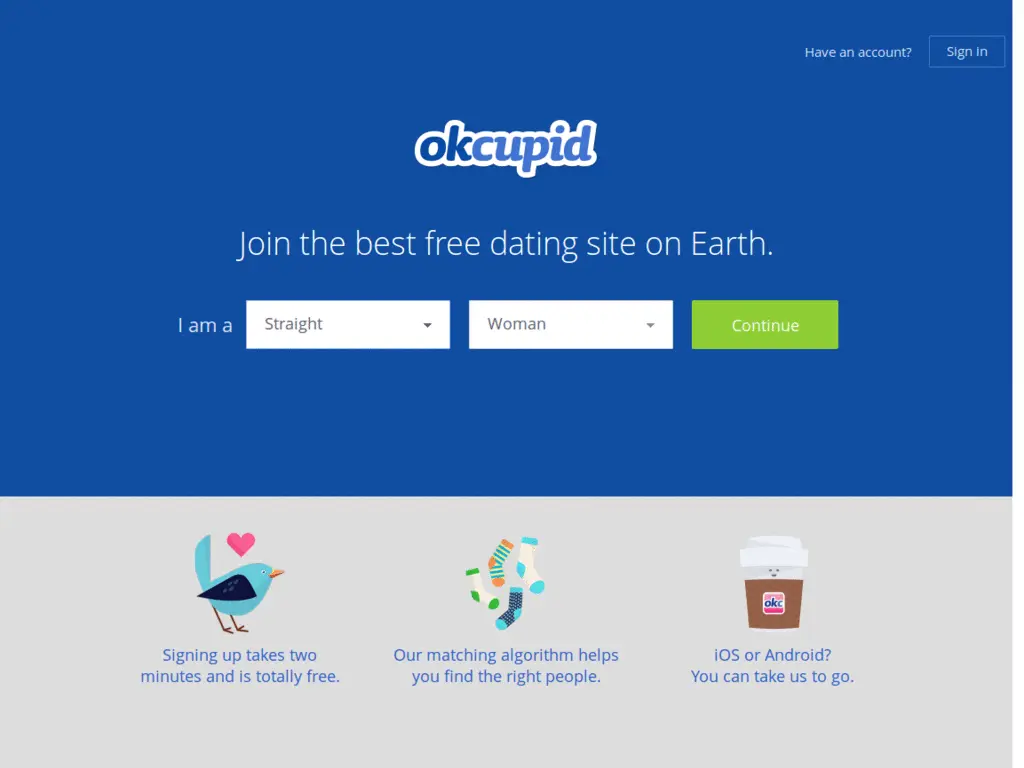 Have an account? Sign in
okcupid
Join the best free dating site on Earth.
I am a Straight Woman Continue
okc
Signing up takes two
minutes and is totally free.
Our matching algorithm helps
you find the right people.
iOS or Android?
You can take us to go.